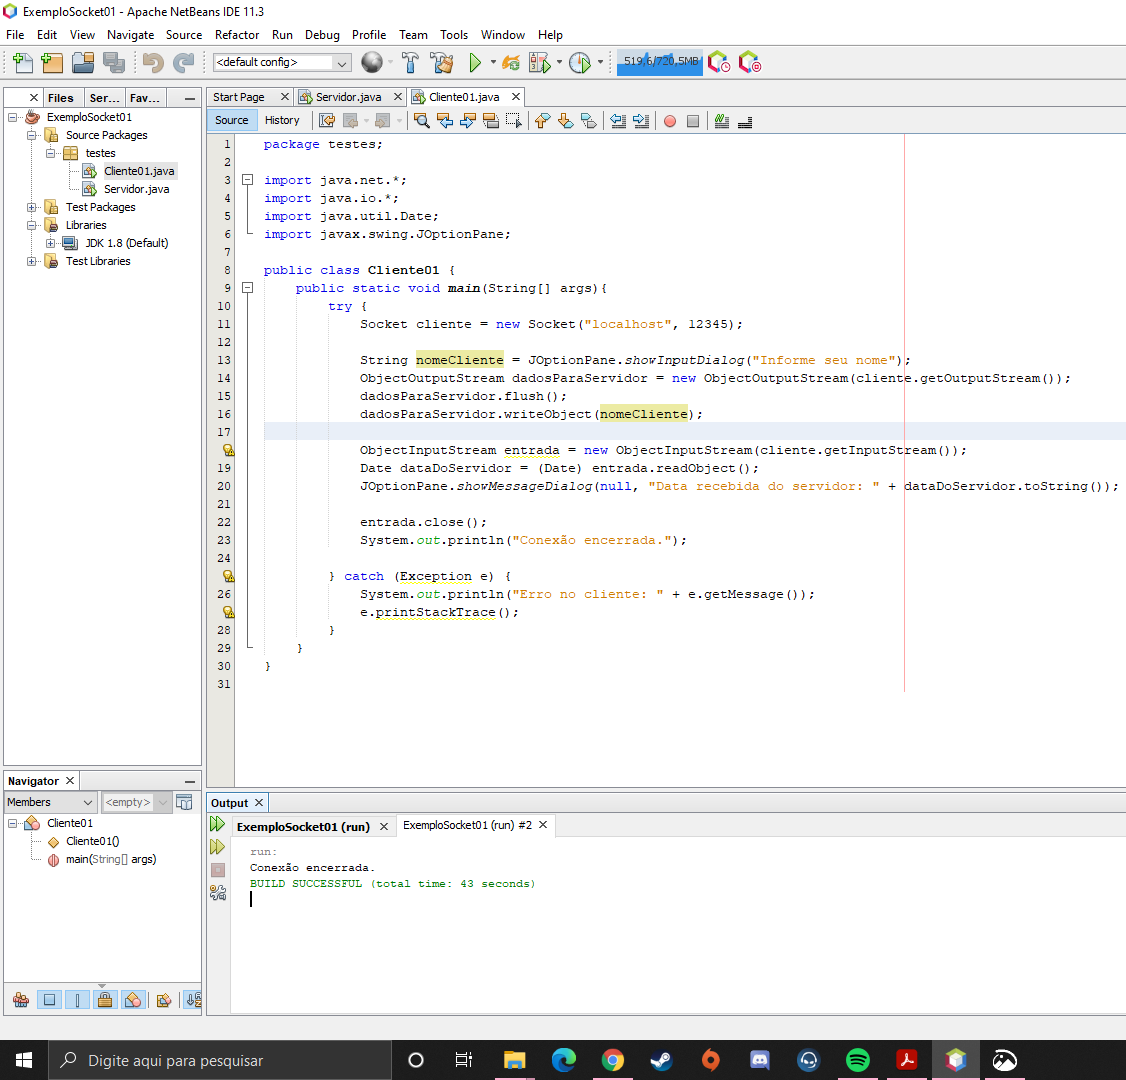 ExemploSocket01 - Apache NetBeans IDE 11.3
File Edit View Navigate Source Refactor Run Debug Profile Team Tools Window Help
<default config>
519,6/720,5MB
Files Ser... Fav...
ExemploSocket01
Source Packages
testes
Cliente01.java
Servidor.java
Test Packages
Libraries
JDK 1.8 (Default)
Test Libraries
Start Page Servidor.java Cliente01.java
Source History
1 package testes;
2
3 import java.net.*;
4 import java.io.*;
5 import java.util.Date;
6 import javax.swing.JOptionPane;
7
8 public class Cliente01 {
9 public static void main(String[] args){
10 try {
11 Socket cliente = new Socket("localhost", 12345);
12
13 String nomeCliente = JOptionPane.showInputDialog("Informe seu nome");
14 ObjectOutputStream dadosParaServidor = new ObjectOutputStream(cliente.getOutputStream());
15 dadosParaServidor.flush();
16 dadosParaServidor.writeObject(nomeCliente);
17
ObjectInputStream entrada = new ObjectInputStream(cliente.getInputStream());
19 Date dataDoServidor = (Date) entrada.readObject();
20 JOptionPane.showMessageDialog(null, "Data recebida do servidor: " + dataDoServidor.toString());
21
22 entrada.close();
23 System.out.println("Conexão encerrada.");
24
} catch (Exception e) {
26 System.out.println("Erro no cliente: " + e.getMessage());
e.printStackTrace();
28 }
29 }
30 }
31
Navigator
Members <empty>
Cliente01
Cliente01()
main(String[] args)
Output
ExemploSocket01 (run) ExemploSocket01 (run) #2
run:
Conexão encerrada.
BUILD SUCCESSFUL (total time: 43 seconds)
Digite aqui para pesquisar